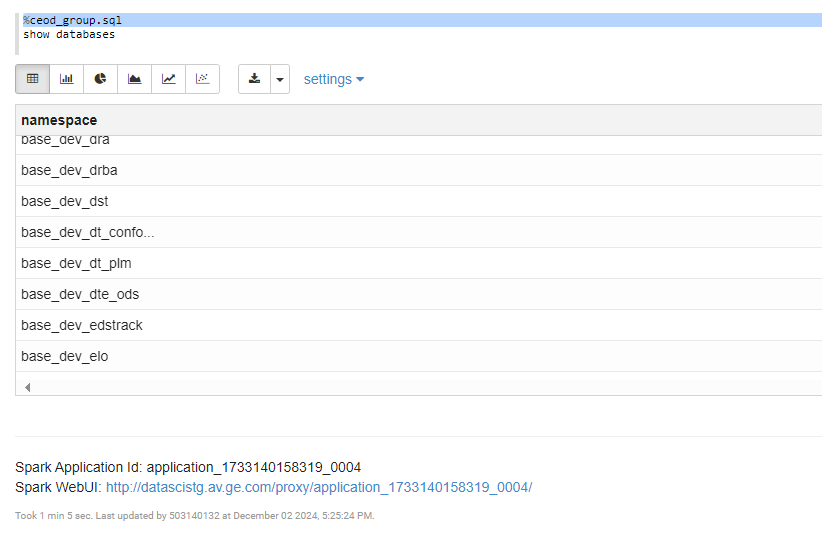 %ceod_group.sql
show databases
settings
namespace
base_dev_dra
base_dev_drba
base_dev_dst
base_dev_dt_confo...
base_dev_dt_plm
base_dev_dte_ods
base_dev_edstrack
base_dev_elo
Spark Application Id: application_1733140158319_0004
Spark WebUI: http://datascistg.av.ge.com/proxy/application_1733140158319_0004/
Took 1 min 5 sec. Last updated by 503140132 at December 02 2024, 5:25:24 PM.